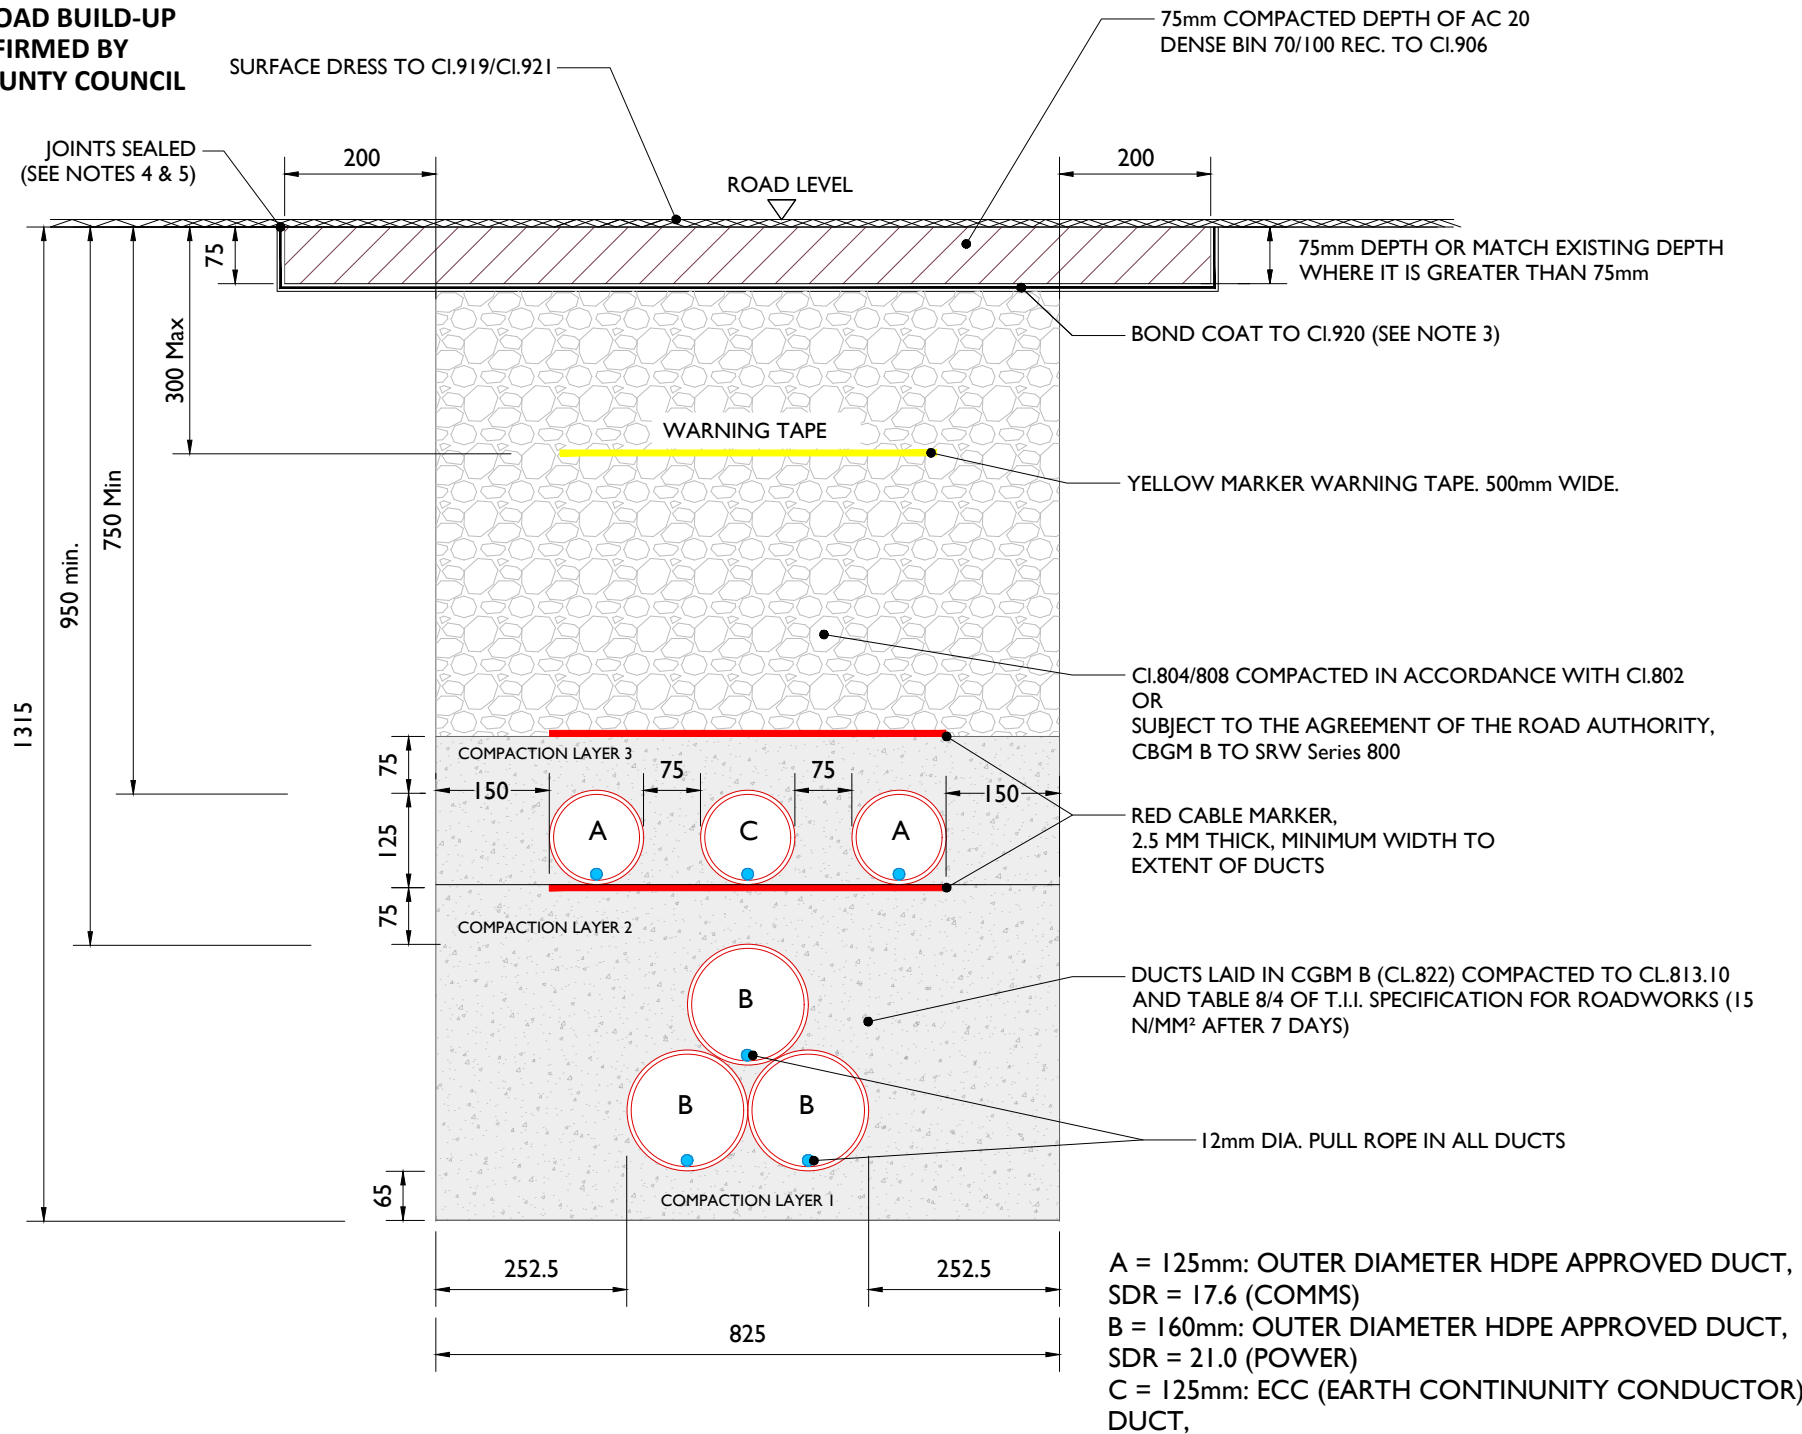 OAD BUILD-UP
FIRMED BY
UNTY COUNCIL
SURFACE DRESS TO Cl.919/Cl.921
75mm COMPACTED DEPTH OF AC 20
DENSE BIN 70/100 REC. TO Cl.906
JOINTS SEALED
(SEE NOTES 4 & 5)
200
ROAD LEVEL
200
75
75mm DEPTH OR MATCH EXISTING DEPTH
WHERE IT IS GREATER THAN 75mm
BOND COAT TO Cl.920 (SEE NOTE 3)
300 Max
WARNING TAPE
YELLOW MARKER WARNING TAPE. 500mm WIDE.
750 Min
950 min.
1315
Cl.804/808 COMPACTED IN ACCORDANCE WITH Cl.802
OR
SUBJECT TO THE AGREEMENT OF THE ROAD AUTHORITY,
CBGM B TO SRW Series 800
COMPACTION LAYER 3
75
75
75
150
150
125
A
C
A
RED CABLE MARKER,
2.5 MM THICK, MINIMUM WIDTH TO
EXTENT OF DUCTS
75
COMPACTION LAYER 2
DUCTS LAID IN CGBM B (CL.822) COMPACTED TO CL.813.10
AND TABLE 8/4 OF T.I.I. SPECIFICATION FOR ROADWORKS (15
N/MM² AFTER 7 DAYS)
B
B
B
12mm DIA. PULL ROPE IN ALL DUCTS
65
COMPACTION LAYER 1
252.5
252.5
825
A = 125mm: OUTER DIAMETER HDPE APPROVED DUCT,
SDR = 17.6 (COMMS)
B = 160mm: OUTER DIAMETER HDPE APPROVED DUCT,
SDR = 21.0 (POWER)
C = 125mm: ECC (EARTH CONTINUNITY CONDUCTOR)
DUCT,